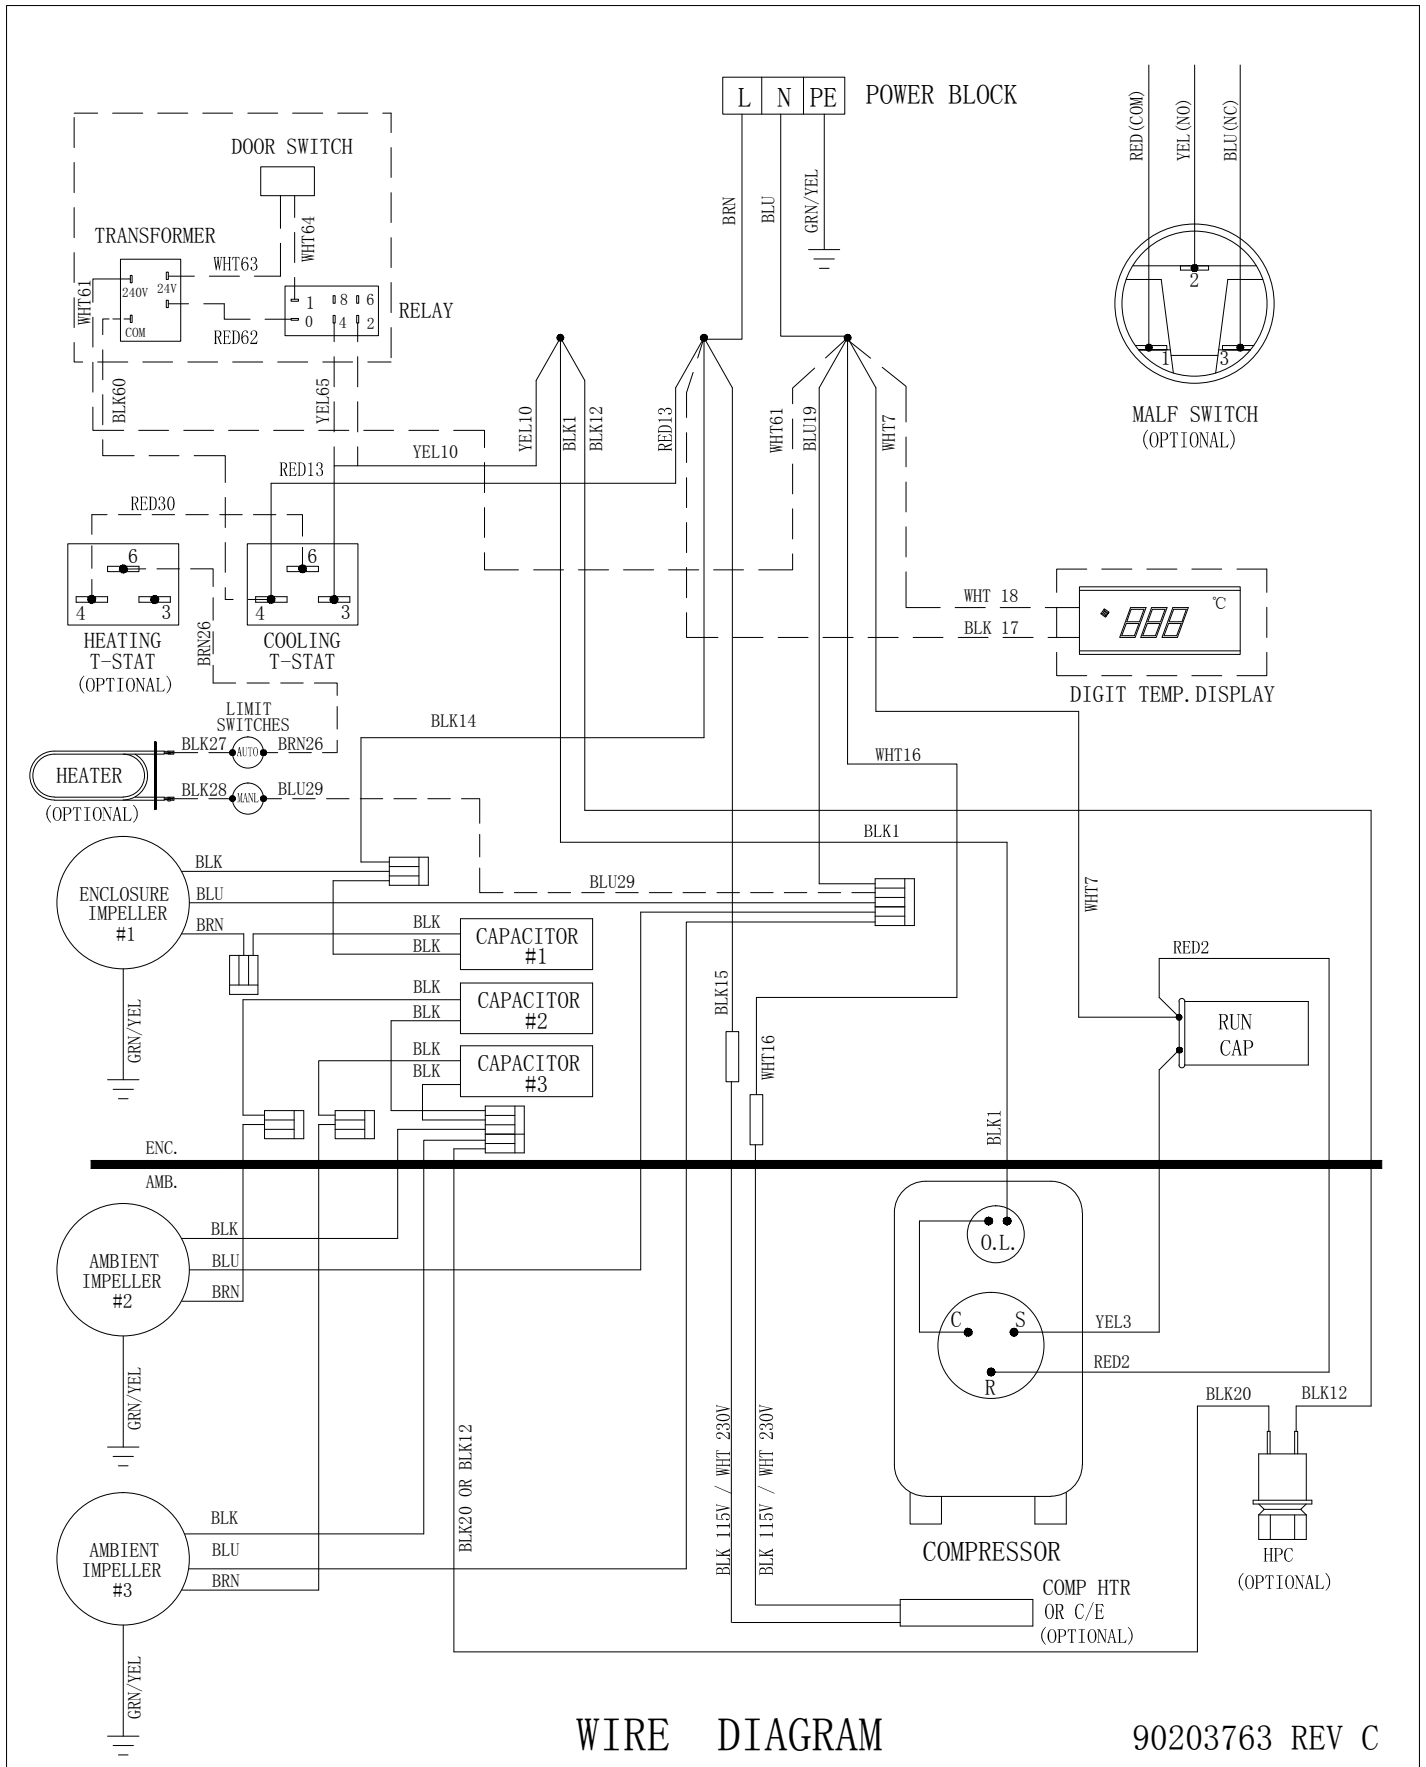 L N PE POWER BLOCK
BRN
BLU
GRN/YEL
RED(COM)
YEL(NO)
BLU(NC)
2
1 3
MALF SWITCH
(OPTIONAL)
DOOR SWITCH
WHT64
TRANSFORMER
WHT63
240V 24V
COM
WHT61
RED62
1 8 6
0 4 2
RELAY
BLK60
YEL65
YEL10
RED13
YEL10
BLK1
BLK12
RED13
WHT61
BLU19
WHT7
RED30
6
4 3
HEATING
T-STAT
(OPTIONAL)
BRN26
6
4 3
COOLING
T-STAT
WHT 18
BLK 17
°C
DIGIT TEMP.DISPLAY
LIMIT
SWITCHES
BLK27 AUTO BRN26
HEATER
BLK28 MANL BLU29
(OPTIONAL)
BLK14
WHT16
BLK1
BLU29
WHT7
ENCLOSURE
IMPELLER
#1
BLK
BLU
BRN
GRN/YEL
BLK
BLK
CAPACITOR
#1
BLK
BLK
CAPACITOR
#2
BLK
BLK
CAPACITOR
#3
BLK15
WHT16
BLK1
RED2
RUN
CAP
ENC.
AMB.
AMBIENT
IMPELLER
#2
BLK
BLU
BRN
GRN/YEL
AMBIENT
IMPELLER
#3
BLK
BLU
BRN
GRN/YEL
BLK20 OR BLK12
BLK 115V / WHT 230V
BLK 115V / WHT 230V
O.L.
C S
R
YEL3
RED2
COMPRESSOR
BLK20 BLK12
HPC
(OPTIONAL)
COMP HTR
OR C/E
(OPTIONAL)
WIRE DIAGRAM
90203763 REV C